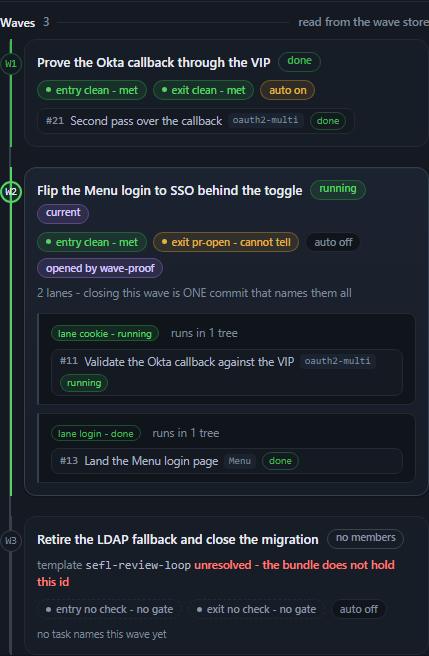 Waves 3 read from the wave store
W1 Prove the Okta callback through the VIP done
entry clean - met exit clean - met auto on
#21 Second pass over the callback oauth2-multi done
W2 Flip the Menu login to SSO behind the toggle running
current
entry clean - met exit pr-open - cannot tell auto off
opened by wave-proof
2 lanes - closing this wave is ONE commit that names them all
lane cookie - running runs in 1 tree
#11 Validate the Okta callback against the VIP oauth2-multi
running
lane login - done runs in 1 tree
#13 Land the Menu login page Menu done
W3 Retire the LDAP fallback and close the migration no members
template sefl-review-loop unresolved - the bundle does not hold
this id
entry no check - no gate exit no check - no gate auto off
no task names this wave yet